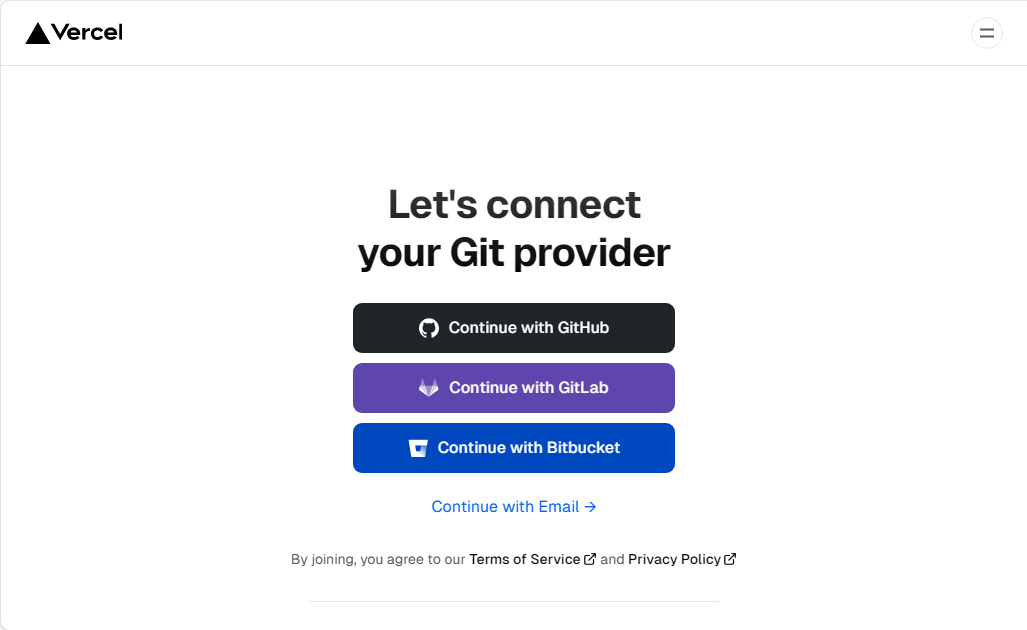 Vercel
Let's connect
your Git provider
Continue with GitHub
Continue with GitLab
Continue with Bitbucket
Continue with Email →
By joining, you agree to our Terms of Service and Privacy Policy